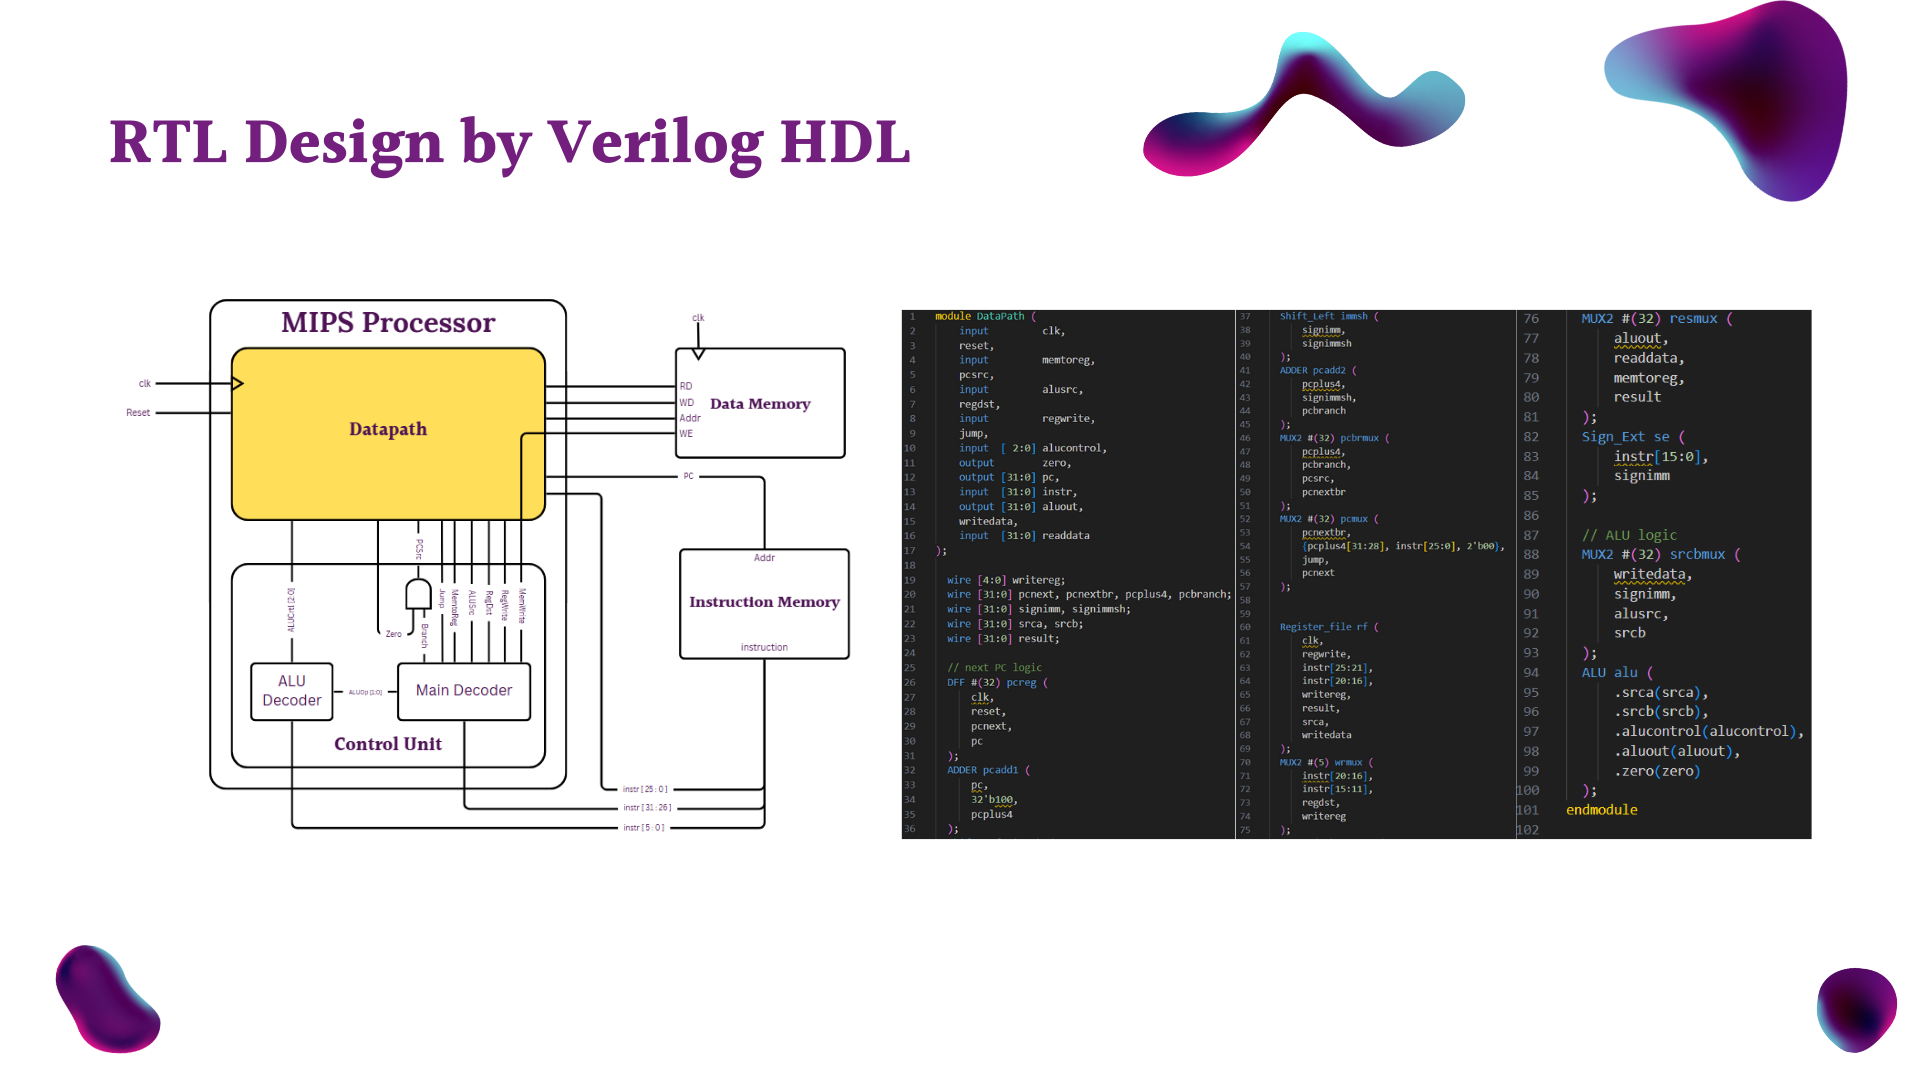 RTL Design by Verilog HDL
MIPS Processor
clk
clk
Reset
Datapath
RD
WD
Addr
WE
Data Memory
PC
PCSrc
Addr
Instruction Memory
instruction
ALUCntl [2:0]
Zero
Branch
Jump
MemtoReg
ALUSrc
RegDst
RegWrite
MemWrite
ALU
Decoder
ALUOp [1:0]
Main Decoder
Control Unit
instr [ 25 : 0 ]
instr [ 31 : 26 ]
instr [ 5 : 0 ]
1 module DataPath (
2 input clk,
3 reset,
4 input memtoreg,
5 pcsrc,
6 input alusrc,
7 regdst,
8 input regwrite,
9 jump,
10 input [ 2:0] alucontrol,
11 output zero,
12 output [31:0] pc,
13 input [31:0] instr,
14 output [31:0] aluout,
15 writedata,
16 input [31:0] readdata
17 );
18
19 wire [4:0] writereg;
20 wire [31:0] pcnext, pcnextbr, pcplus4, pcbranch;
21 wire [31:0] signimm, signimmsh;
22 wire [31:0] srca, srcb;
23 wire [31:0] result;
24
25 // next PC logic
26 DFF #(32) pcreg (
27 clk,
28 reset,
29 pcnext,
30 pc
31 );
32 ADDER pcadd1 (
33 pc,
34 32'b100,
35 pcplus4
36 );
37 Shift_Left immsh (
38 signimm,
39 signimmsh
40 );
41 ADDER pcadd2 (
42 pcplus4,
43 signimmsh,
44 pcbranch
45 );
46 MUX2 #(32) pcbrmux (
47 pcplus4,
48 pcbranch,
49 pcsrc,
50 pcnextbr
51 );
52 MUX2 #(32) pcmux (
53 pcnextbr,
54 {pcplus4[31:28], instr[25:0], 2'b00},
55 jump,
56 pcnext
57 );
58
59
60 Register_file rf (
61 clk,
62 regwrite,
63 instr[25:21],
64 instr[20:16],
65 writereg,
66 result,
67 srca,
68 writedata
69 );
70 MUX2 #(5) wrmux (
71 instr[20:16],
72 instr[15:11],
73 regdst,
74 writereg
75 );
76 MUX2 #(32) resmux (
77 aluout,
78 readdata,
79 memtoreg,
80 result
81 );
82 Sign_Ext se (
83 instr[15:0],
84 signimm
85 );
86
87 // ALU logic
88 MUX2 #(32) srcbmux (
89 writedata,
90 signimm,
91 alusrc,
92 srcb
93 );
94 ALU alu (
95 .srca(srca),
96 .srcb(srcb),
97 .alucontrol(alucontrol),
98 .aluout(aluout),
99 .zero(zero)
100 );
101 endmodule
102